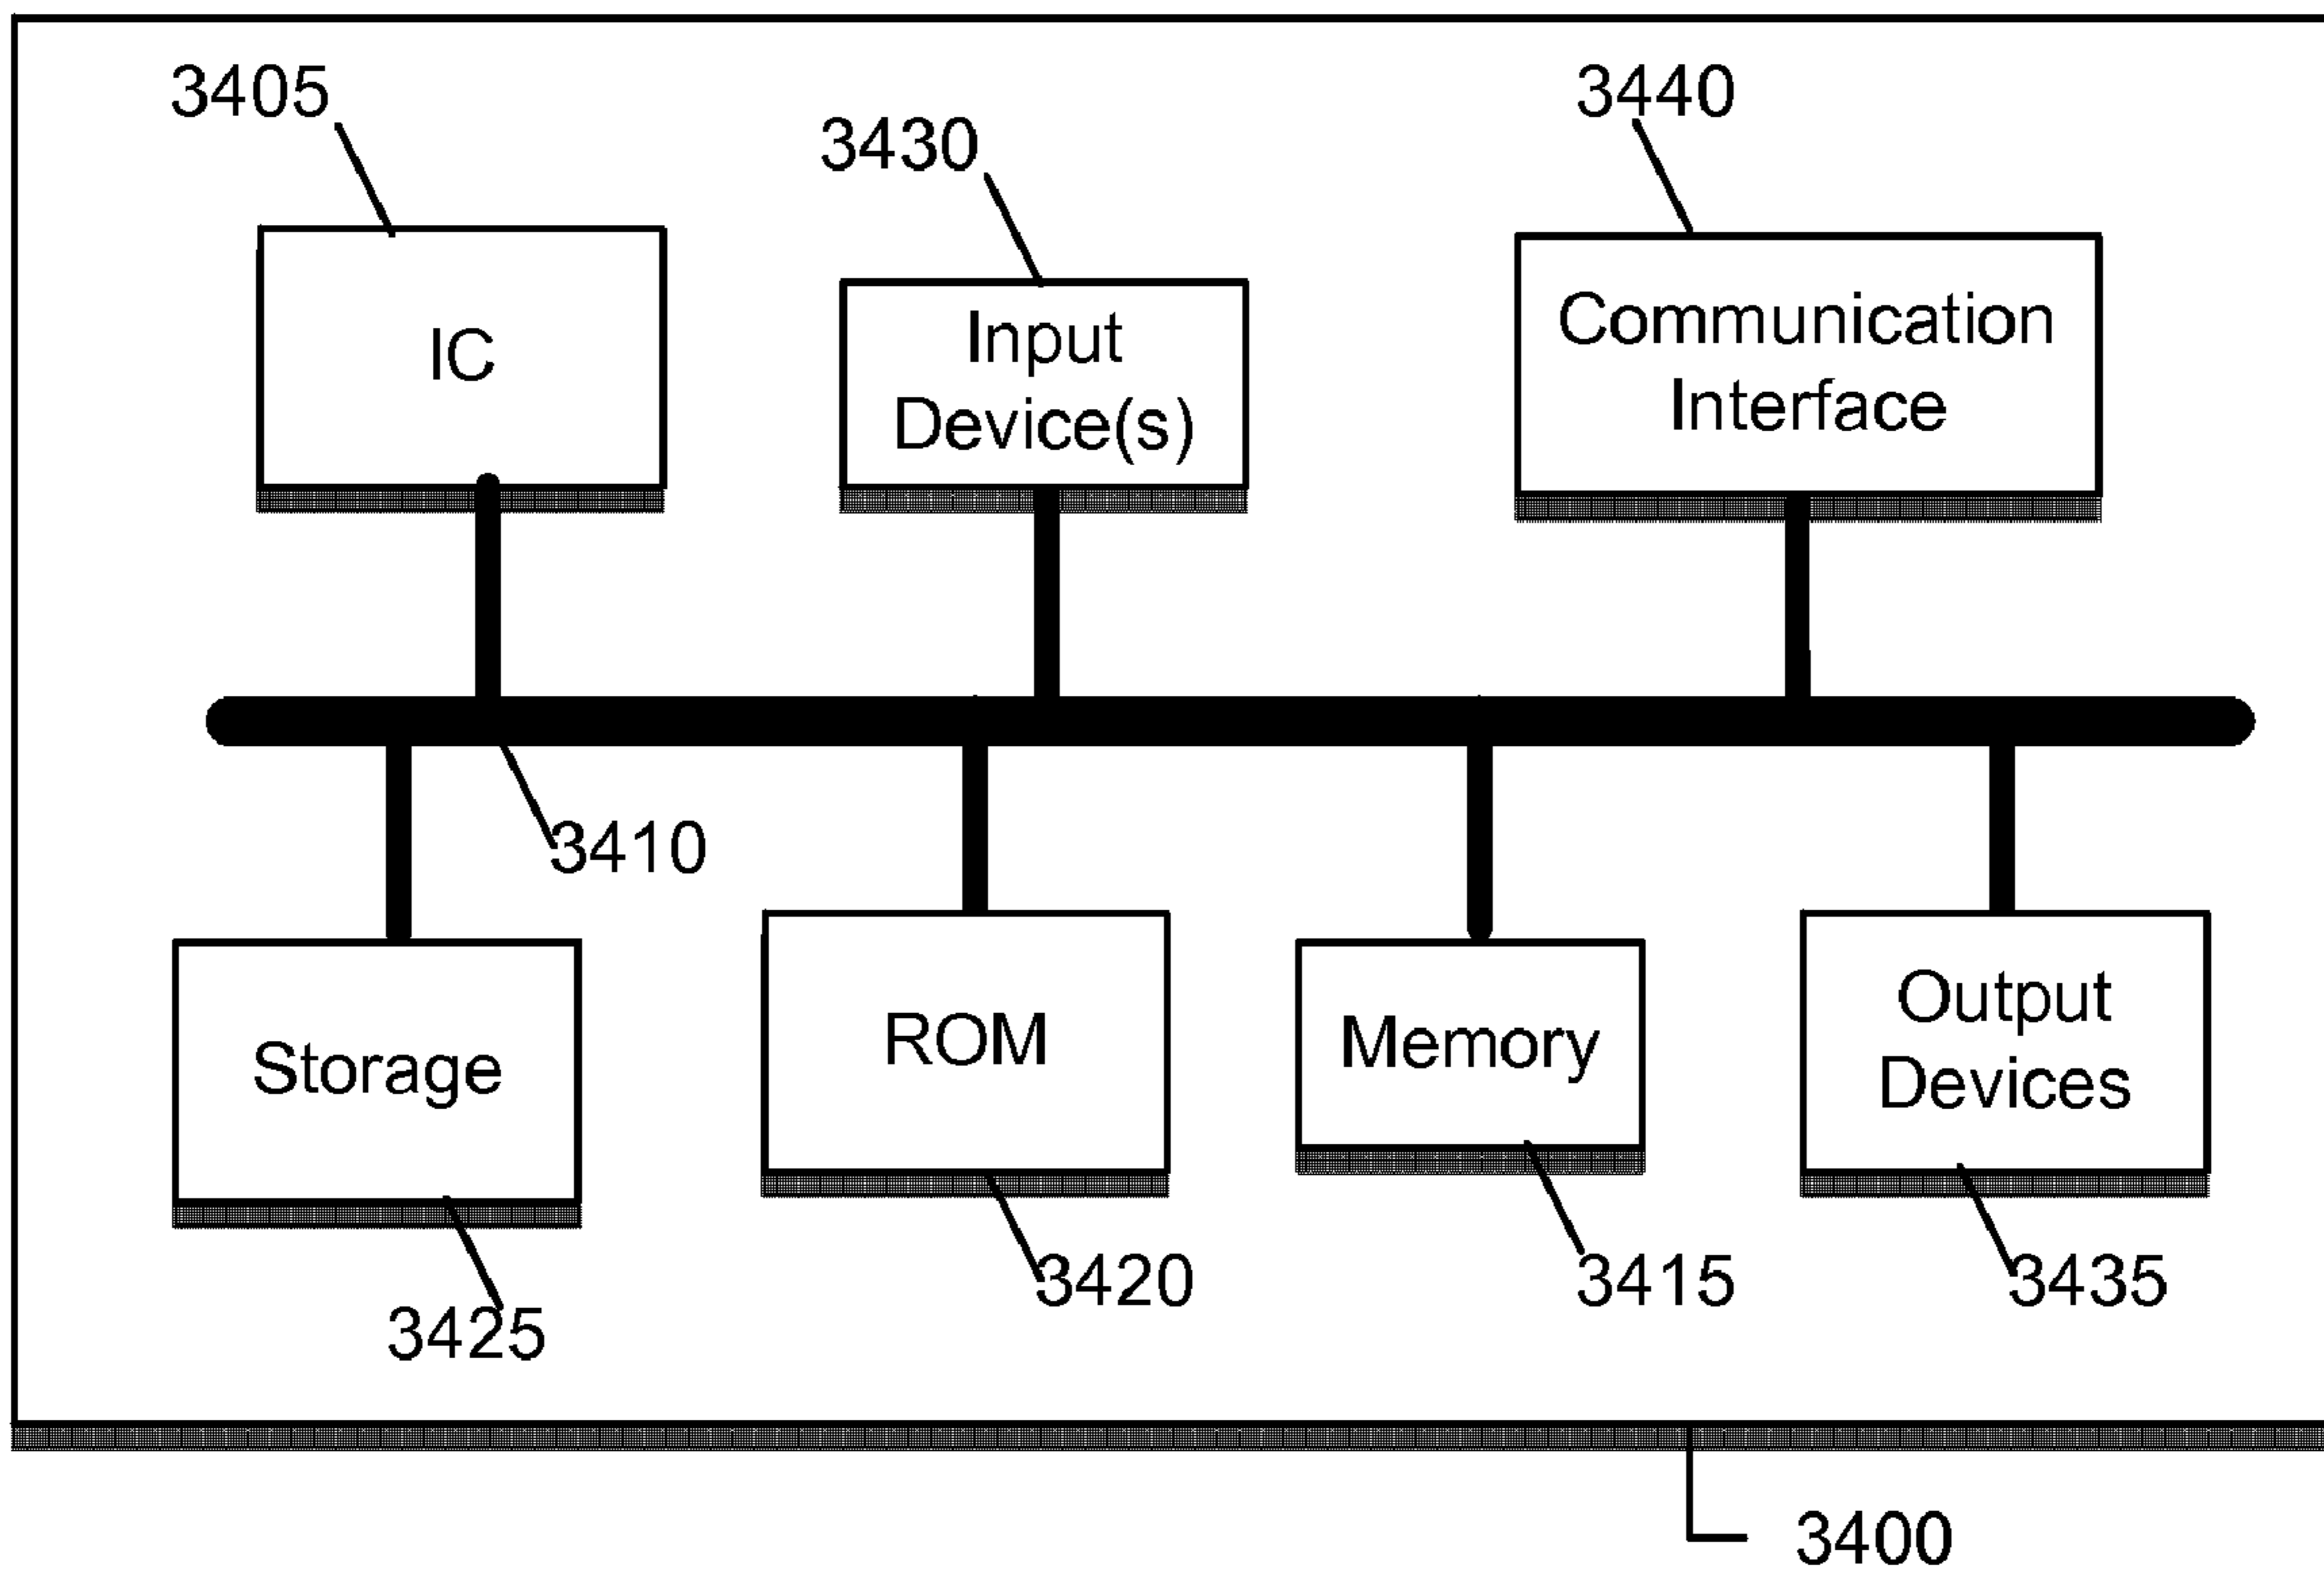 3405
3430
3440
IC
Input
Device(s)
Communication
Interface
3410
Storage
ROM
Memory
Output
Devices
3425
3420
3415
3435
3400